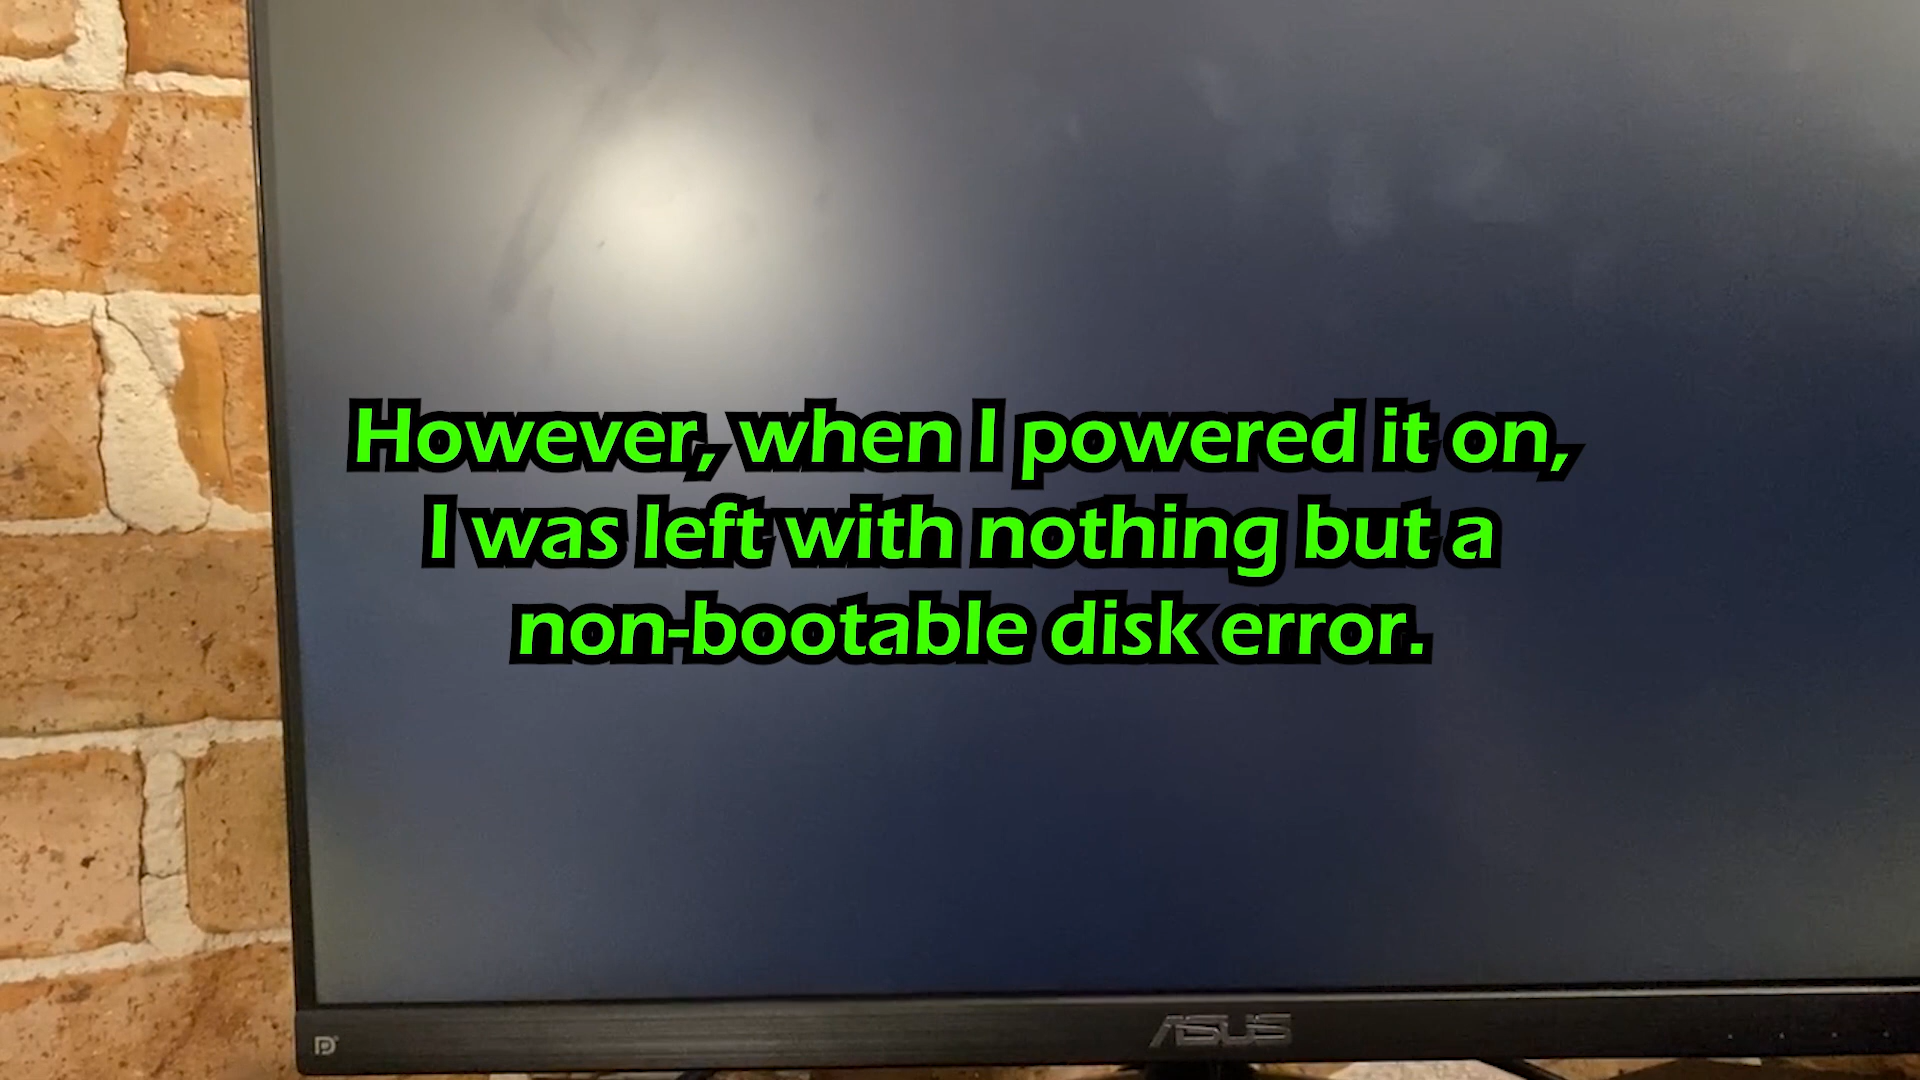 However, when I powered it on,
I was left with nothing but a
non-bootable disk error.
ASUS